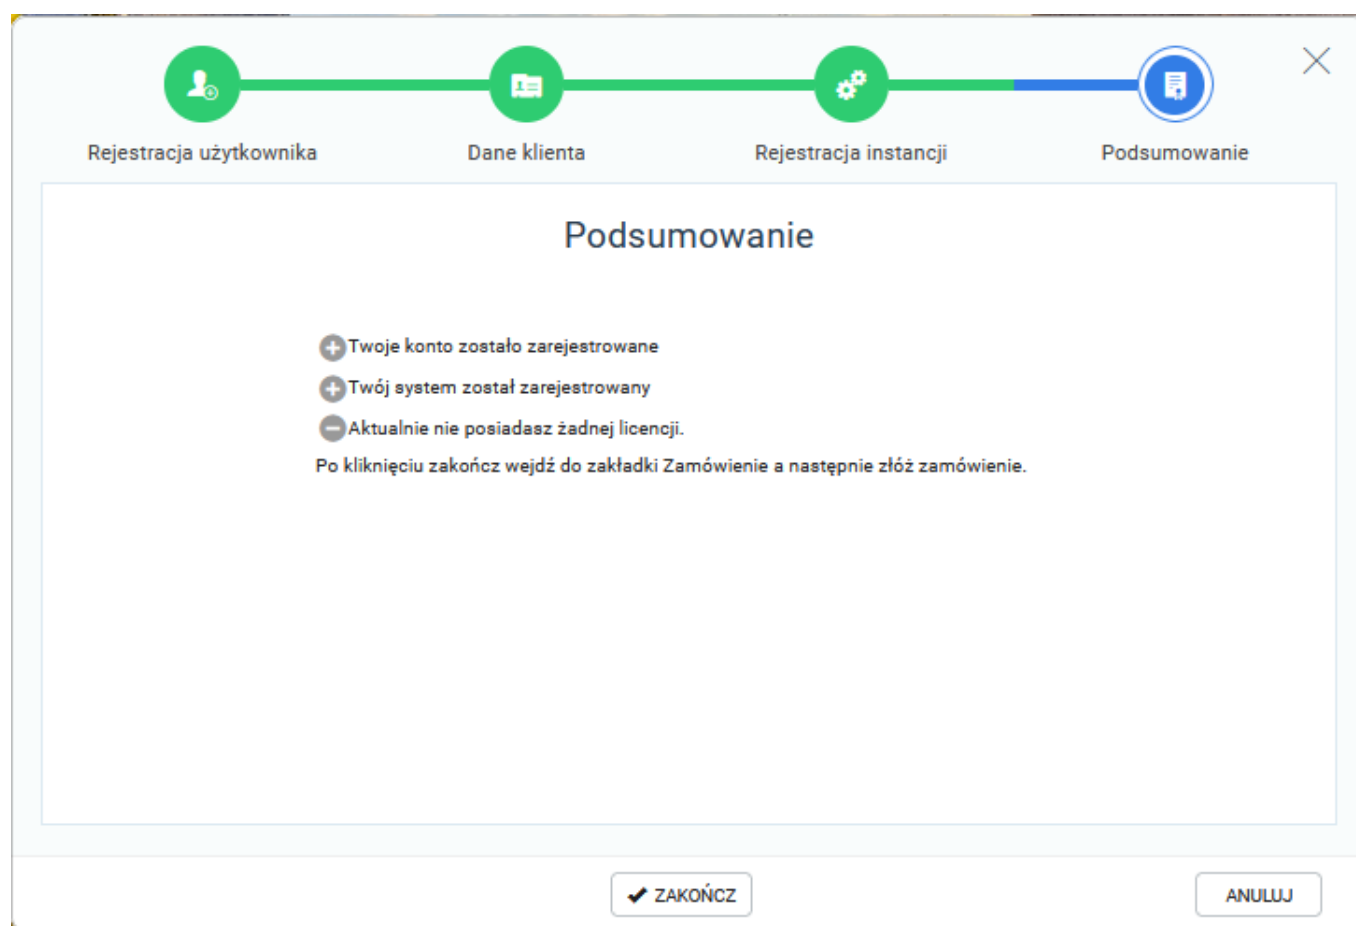 Rejestracja użytkownika
Dane klienta
Rejestracja instancji
Podsumowanie
Podsumowanie
Twoje konto zostało zarejestrowane
Twój system został zarejestrowany
Aktualnie nie posiadasz żadnej licencji.
Po kliknięciu zakończ wejdź do zakładki Zamówienie a następnie złóż zamówienie.
ZAKOŃCZ
ANULUJ